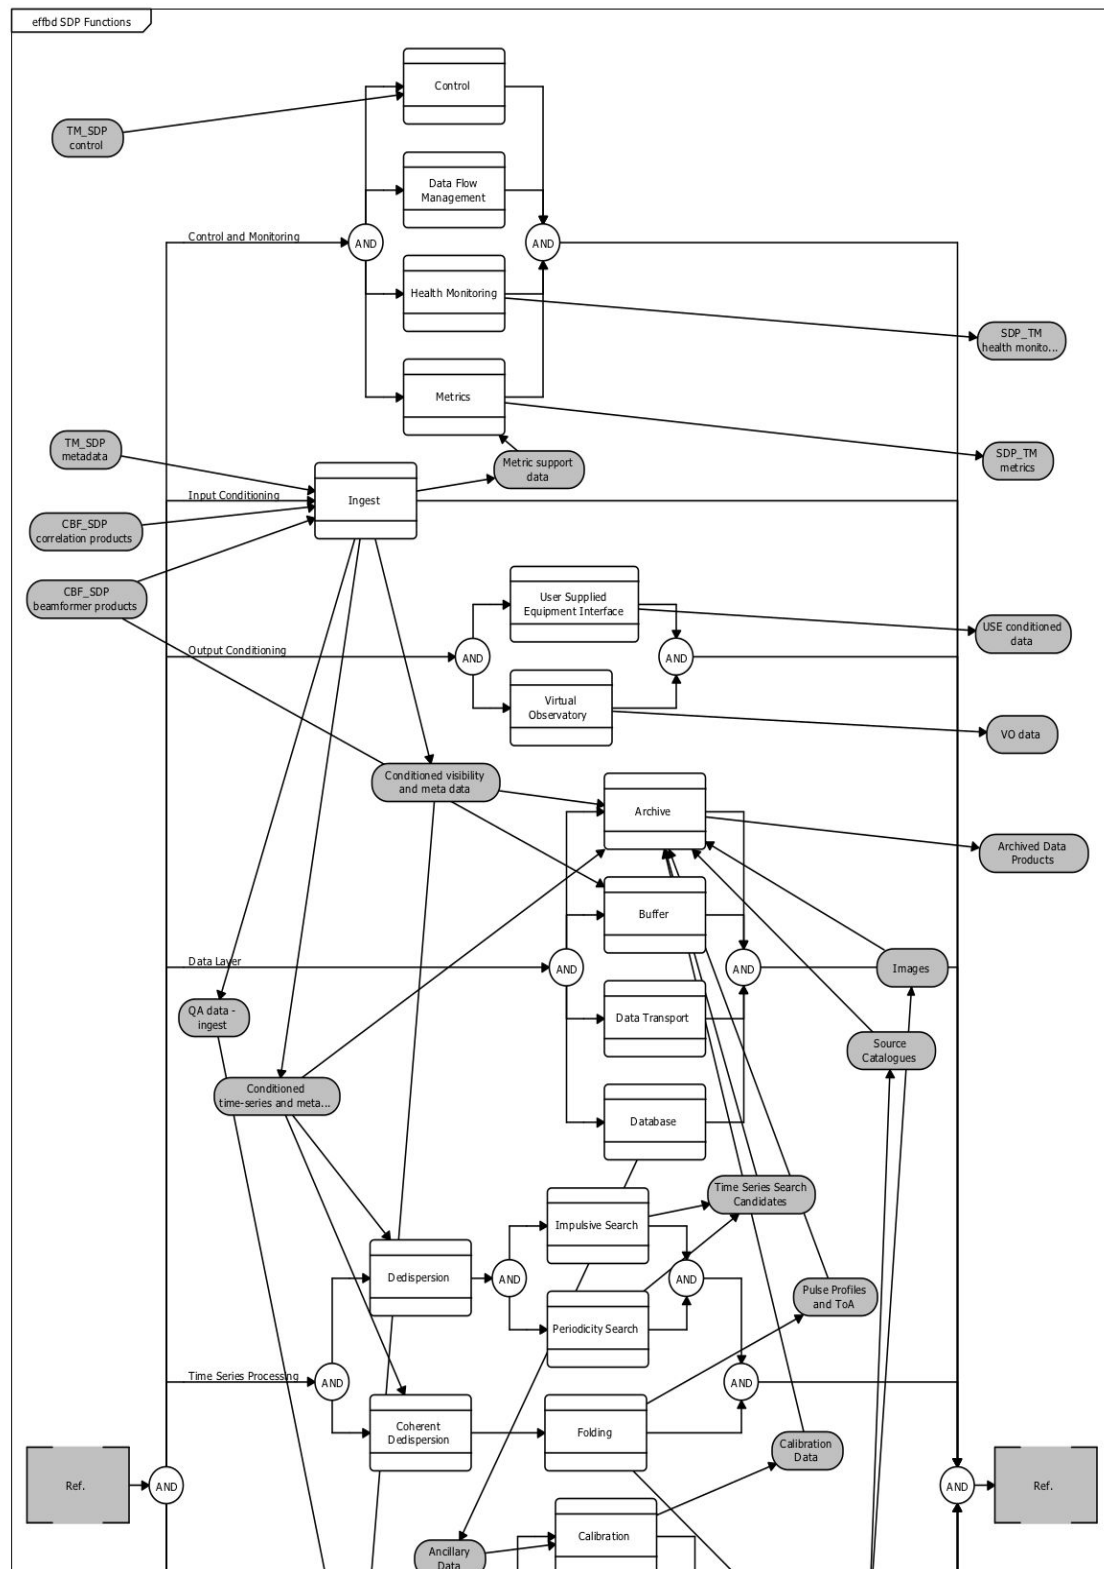 effbd SDP Functions
Control
TM_SDP
control
Data Flow
Management
Control and Monitoring
AND
AND
Health Monitoring
SDP_TM
health monito...
Metrics
TM_SDP
metadata
Metric support
data
SDP_TM
metrics
Input Conditioning
Ingest
CBF_SDP
correlation products
CBF_SDP
beamformer products
User Supplied
Equipment Interface
USE conditioned
data
Output Conditioning
AND
AND
Virtual
Observatory
VO data
Conditioned visibility
and meta data
Archive
Archived Data
Products
Buffer
Data Layer
AND
AND
Images
QA data -
ingest
Data Transport
Source
Catalogues
Conditioned
time-series and meta...
Database
Time Series Search
Candidates
Impulsive Search
Dedispersion
AND
AND
Pulse Profiles
and ToA
Periodicity Search
Time Series Processing
AND
AND
Coherent
Dedispersion
Folding
Calibration
Data
Ref.
AND
AND
Ref.
Calibration
Ancillary
Data